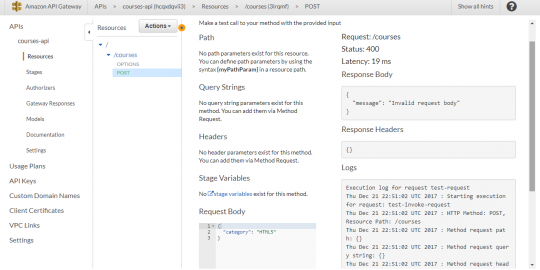 Amazon API Gateway
APIs > courses-api (hcpxlqvl3) > Resources > /courses (3lrqmf) > POST
Show all hints
?
APIs
courses-api
Resources
Stages
Authorizers
Gateway Responses
Models
Documentation
Settings
Usage Plans
API Keys
Custom Domain Names
Client Certificates
VPC Links
Settings
Resources
Actions
/
/courses
OPTIONS
POST
Make a test call to your method with the provided input
Path
No path parameters exist for this resource.
You can define path parameters by using the
syntax {myPathParam} in a resource path.
Query Strings
No query string parameters exist for this
method. You can add them via Method
Request.
Headers
No header parameters exist for this method.
You can add them via Method Request.
Stage Variables
No stage variables exist for this method.
Request Body
1 {
2 "category": "HTML5"
3 }
Request: /courses
Status: 400
Latency: 19 ms
Response Body
{
"message": "Invalid request body"
}
Response Headers
{}
Logs
Execution log for request test-request
Thu Dec 21 22:51:02 UTC 2017 : Starting execution
for request: test-invoke-request
Thu Dec 21 22:51:02 UTC 2017 : HTTP Method: POST,
Resource Path: /courses
Thu Dec 21 22:51:02 UTC 2017 : Method request pat
h: {}
Thu Dec 21 22:51:02 UTC 2017 : Method request quer
y string: {}
Thu Dec 21 22:51:02 UTC 2017 : Method request head